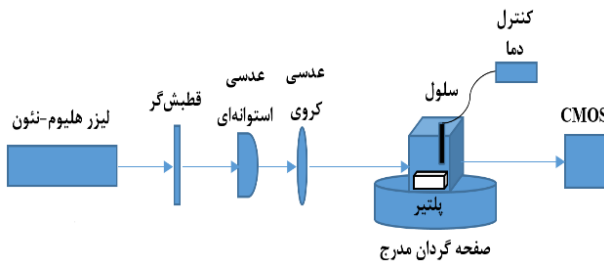 کنترل
دما
عدسی
کروی
عدسی
استوانه‌ای
قطبش‌گر
لیزر هلیوم-نئون
سلول
CMOS
پلتیر
صفحه گردان مدرج